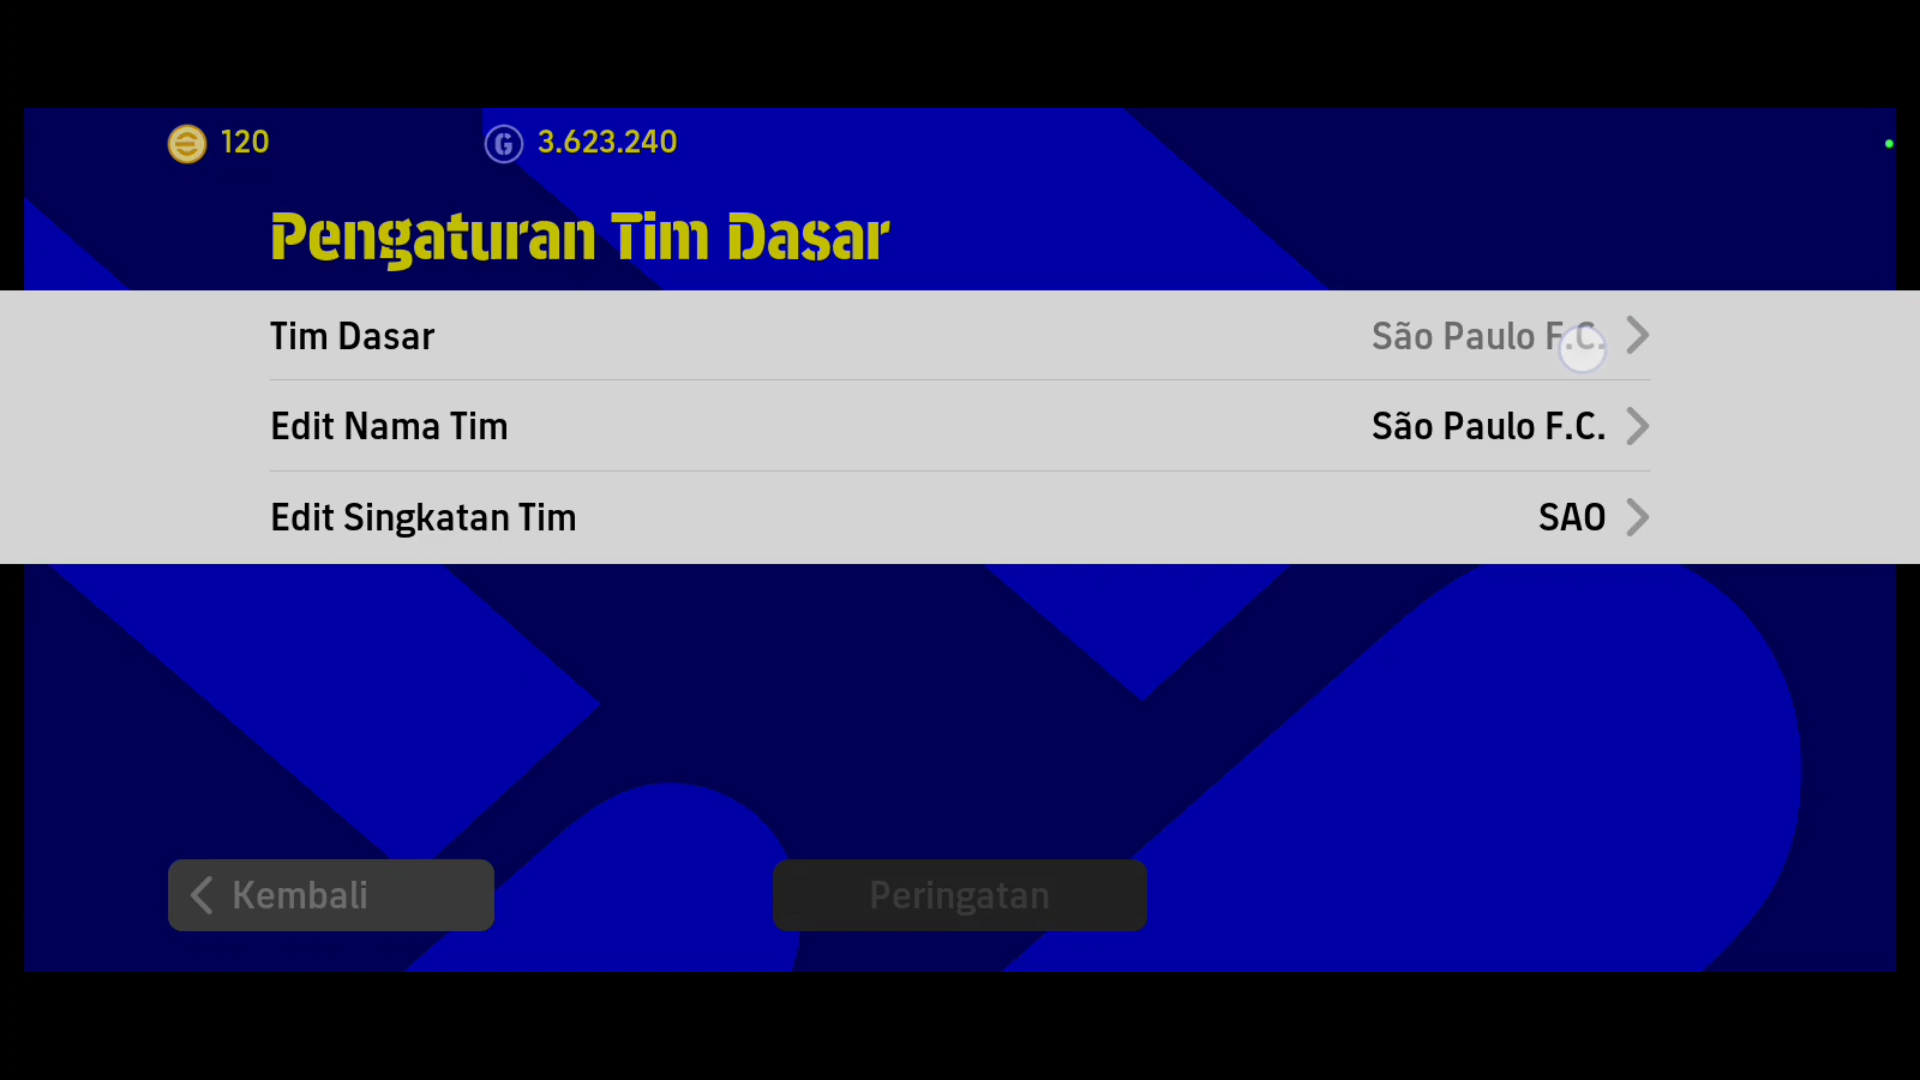 120
3.623.240
Pengaturan Tim Dasar
Tim Dasar São Paulo F.C.
Edit Nama Tim São Paulo F.C.
Edit Singkatan Tim SAO
Kembali Peringatan